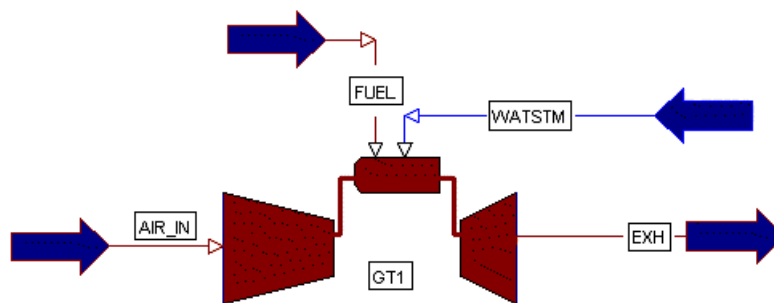 FUEL
WATSTM
AIR_IN
EXH
GT1